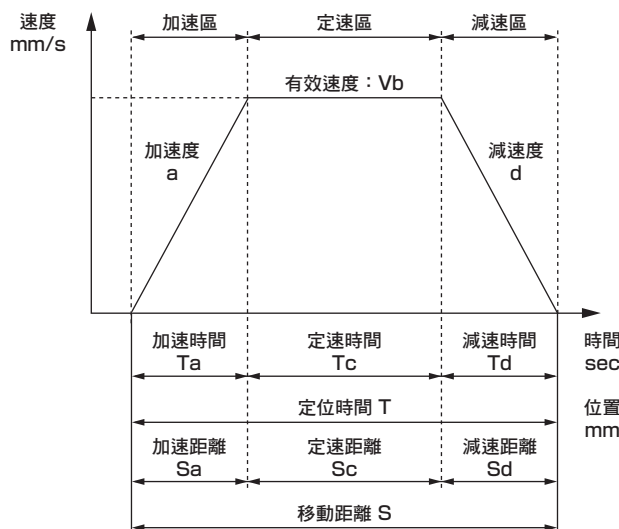 速度
mm/s
加速區
定速區
減速區
有效速度：Vb
加速度
a
減速度
d
加速時間
Ta
定速時間
Tc
減速時間
Td
時間
sec
定位時間 T
位置
mm
加速距離
Sa
定速距離
Sc
減速距離
Sd
移動距離 S